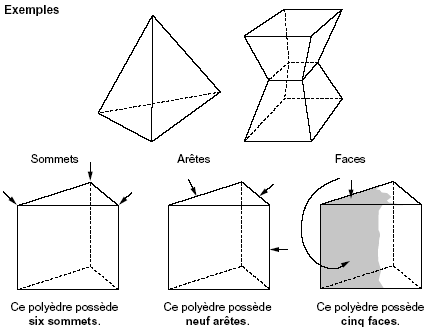 Exemples
Sommets
Arêtes
Faces
Ce polyèdre possède
six sommets.
Ce polyèdre possède
neuf arêtes.
Ce polyèdre possède
cinq faces.